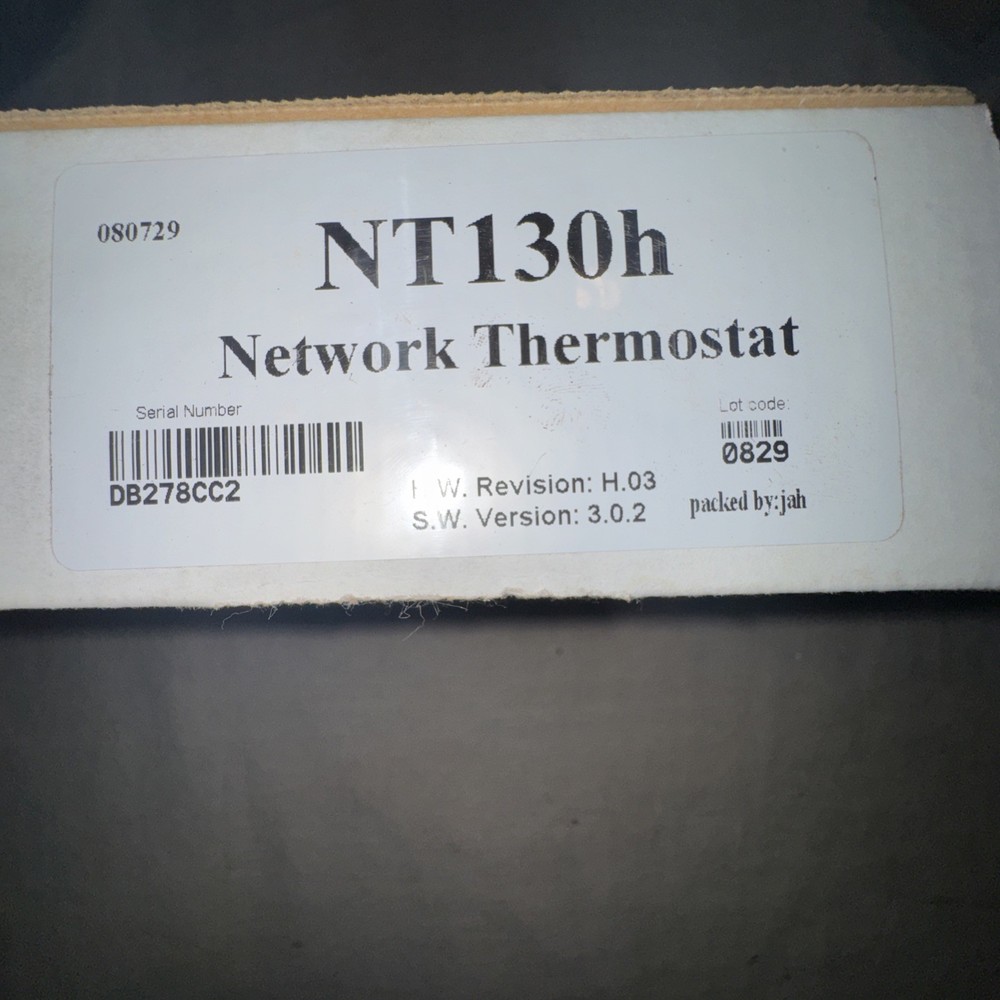 080729
NT130h
Network Thermostat
Serial Number
DB278CC2
Lot code:
0829
H.W. Revision: H.03
S.W. Version: 3.0.2
packed by:jah